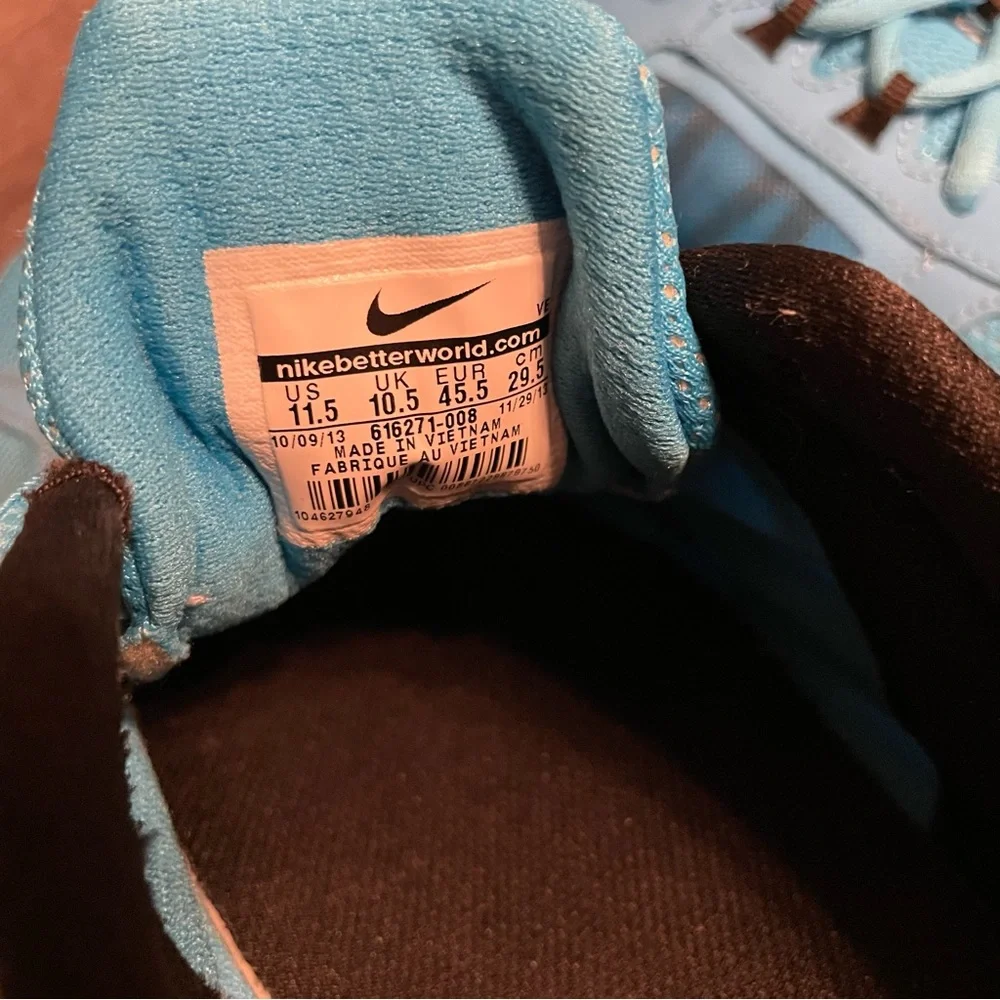 VE
nikebetterworld.com
US UK EUR cm
11.5 10.5 45.5 29.5
10/09/13 616271-008 11/29/13
MADE IN VIETNAM
FABRIQUE AU VIETNAM